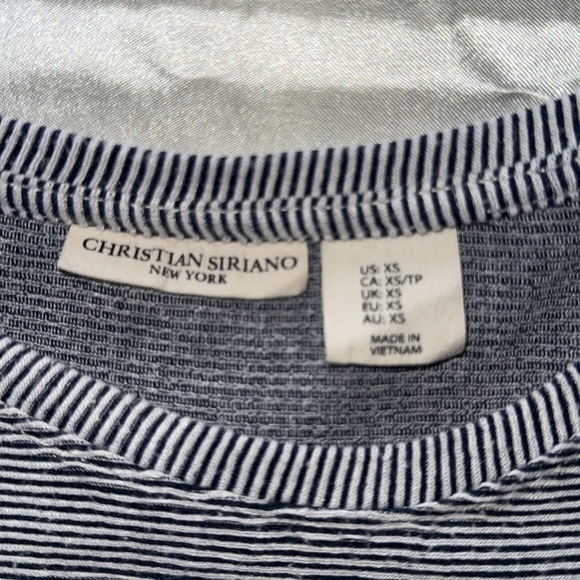 CHRISTIAN SIRIANO
NEW YORK
US: XS
CA: XS/TP
UK: XS
EU: XS
AU: XS
MADE IN
VIETNAM